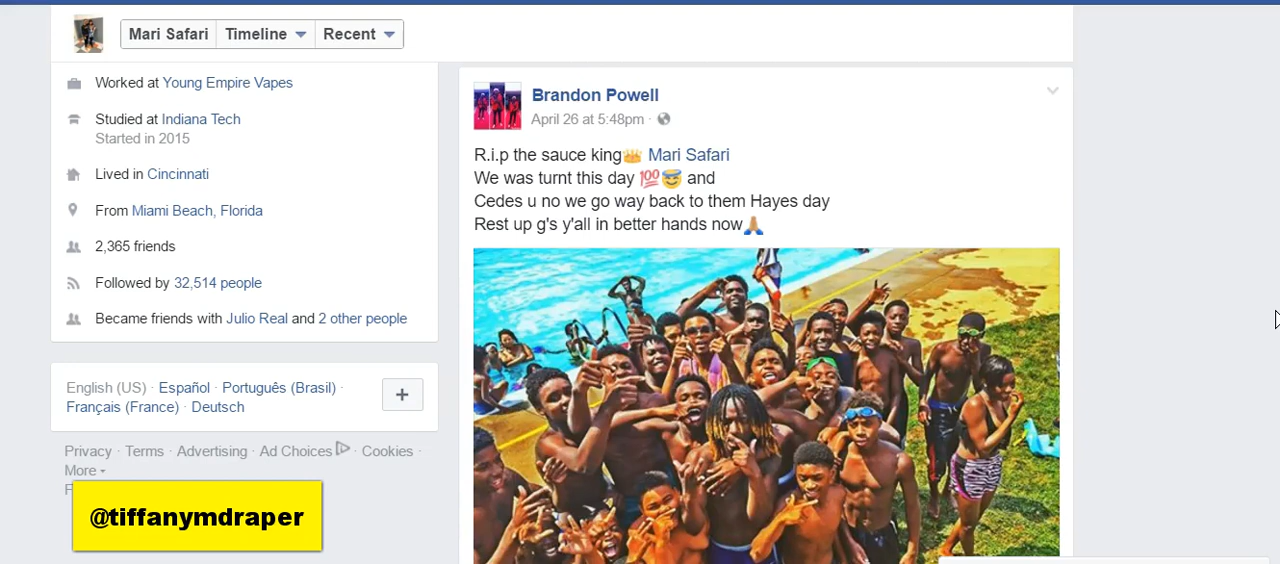 Mari Safari Timeline Recent
Worked at Young Empire Vapes
Studied at Indiana Tech
Started in 2015
Lived in Cincinnati
From Miami Beach, Florida
2,365 friends
Followed by 32,514 people
Became friends with Julio Real and 2 other people
English (US) · Español · Português (Brasil) ·
Français (France) · Deutsch
Privacy · Terms · Advertising · Ad Choices · Cookies ·
More
@tiffanymdraper
Brandon Powell
April 26 at 5:48pm ·
R.i.p the sauce king👑 Mari Safari
We was turnt this day 💯😇 and
Cedes u no we go way back to them Hayes day
Rest up g's y'all in better hands now🙏🏽